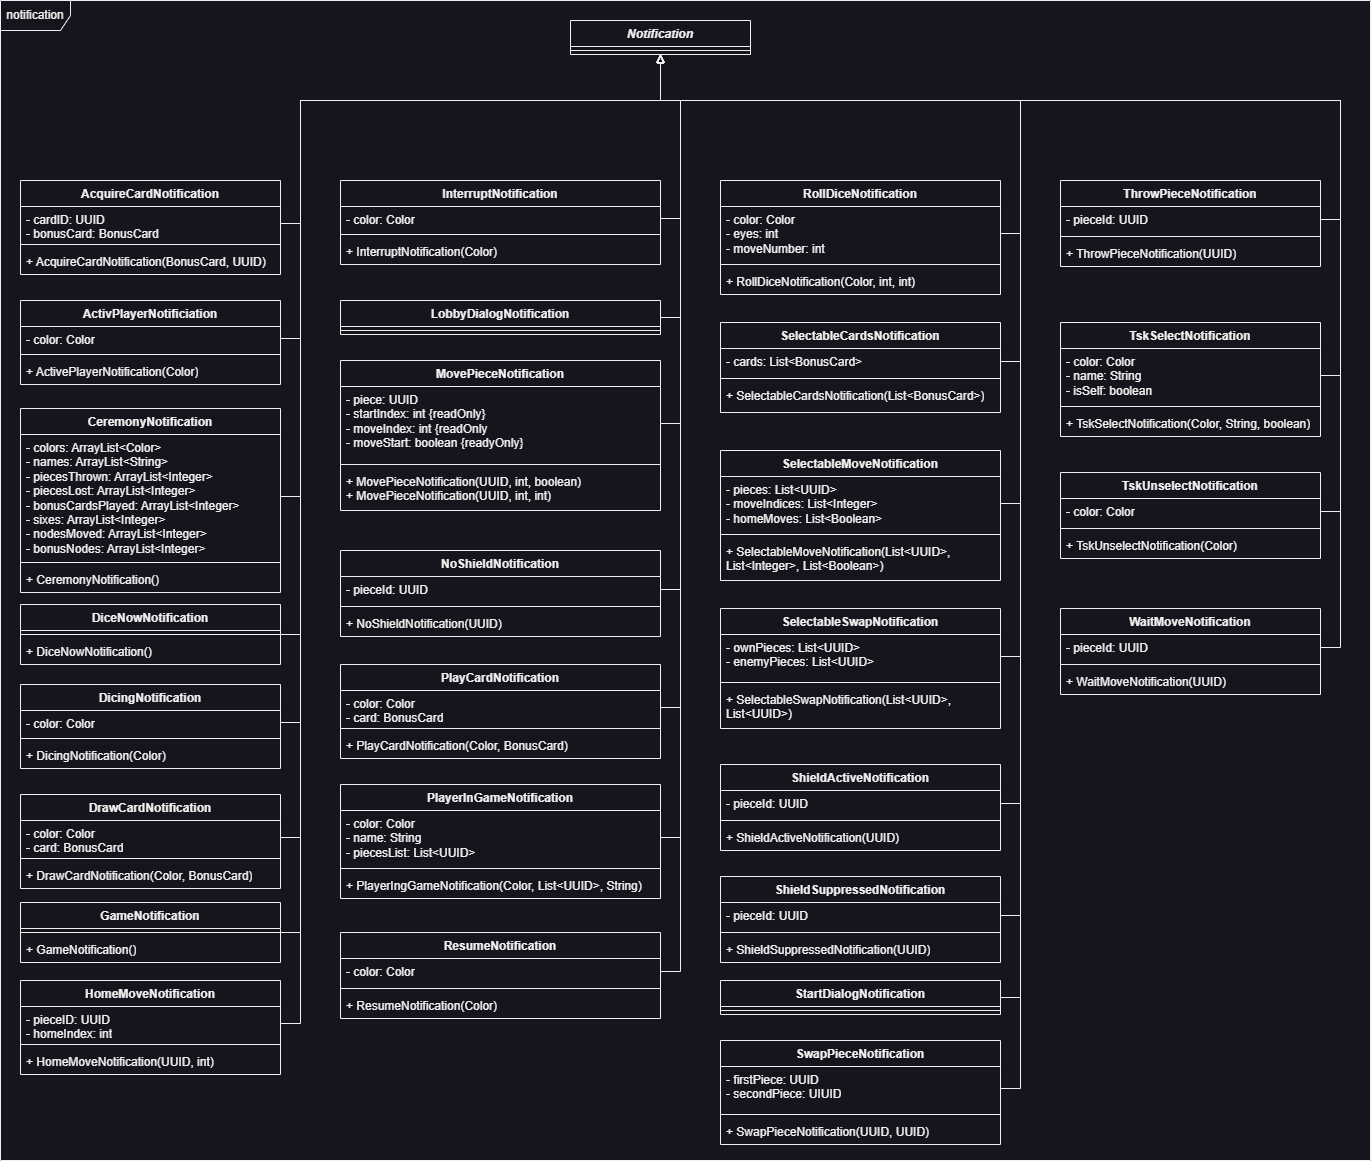 notification
Notification
AcquireCardNotification
- cardID: UUID
- bonusCard: BonusCard
+ AcquireCardNotification(BonusCard, UUID)
ActivPlayerNotificiation
- color: Color
+ ActivePlayerNotification(Color)
CeremonyNotification
- colors: ArrayList<Color>
- names: ArrayList<String>
- piecesThrown: ArrayList<Integer>
- piecesLost: ArrayList<Integer>
- bonusCardsPlayed: ArrayList<Integer>
- sixes: ArrayList<Integer>
- nodesMoved: ArrayList<Integer>
- bonusNodes: ArrayList<Integer>
+ CeremonyNotification()
DiceNowNotification
+ DiceNowNotification()
DicingNotification
- color: Color
+ DicingNotification(Color)
DrawCardNotification
- color: Color
- card: BonusCard
+ DrawCardNotification(Color, BonusCard)
GameNotification
+ GameNotification()
HomeMoveNotification
- pieceID: UUID
- homeIndex: int
+ HomeMoveNotification(UUID, int)
InterruptNotification
- color: Color
+ InterruptNotification(Color)
LobbyDialogNotification
MovePieceNotification
- piece: UUID
- startIndex: int {readOnly}
- moveIndex: int {readOnly
- moveStart: boolean {readyOnly}
+ MovePieceNotification(UUID, int, boolean)
+ MovePieceNotification(UUID, int, int)
NoShieldNotification
- pieceId: UUID
+ NoShieldNotification(UUID)
PlayCardNotification
- color: Color
- card: BonusCard
+ PlayCardNotification(Color, BonusCard)
PlayerInGameNotification
- color: Color
- name: String
- piecesList: List<UUID>
+ PlayerIngGameNotification(Color, List<UUID>, String)
ResumeNotification
- color: Color
+ ResumeNotification(Color)
RollDiceNotification
- color: Color
- eyes: int
- moveNumber: int
+ RollDiceNotification(Color, int, int)
SelectableCardsNotification
- cards: List<BonusCard>
+ SelectableCardsNotification(List<BonusCard>)
SelectableMoveNotification
- pieces: List<UUID>
- moveIndices: List<Integer>
- homeMoves: List<Boolean>
+ SelectableMoveNotification(List<UUID>,
List<Integer>, List<Boolean>)
SelectableSwapNotification
- ownPieces: List<UUID>
- enemyPieces: List<UUID>
+ SelectableSwapNotification(List<UUID>,
List<UUID>)
ShieldActiveNotification
- pieceId: UUID
+ ShieldActiveNotification(UUID)
ShieldSuppressedNotification
- pieceId: UUID
+ ShieldSuppressedNotification(UUID)
StartDialogNotification
SwapPieceNotification
- firstPiece: UUID
- secondPiece: UIUID
+ SwapPieceNotification(UUID, UUID)
ThrowPieceNotification
- pieceId: UUID
+ ThrowPieceNotification(UUID)
TskSelectNotification
- color: Color
- name: String
- isSelf: boolean
+ TskSelectNotification(Color, String, boolean)
TskUnselectNotification
- color: Color
+ TskUnselectNotification(Color)
WaitMoveNotification
- pieceId: UUID
+ WaitMoveNotification(UUID)